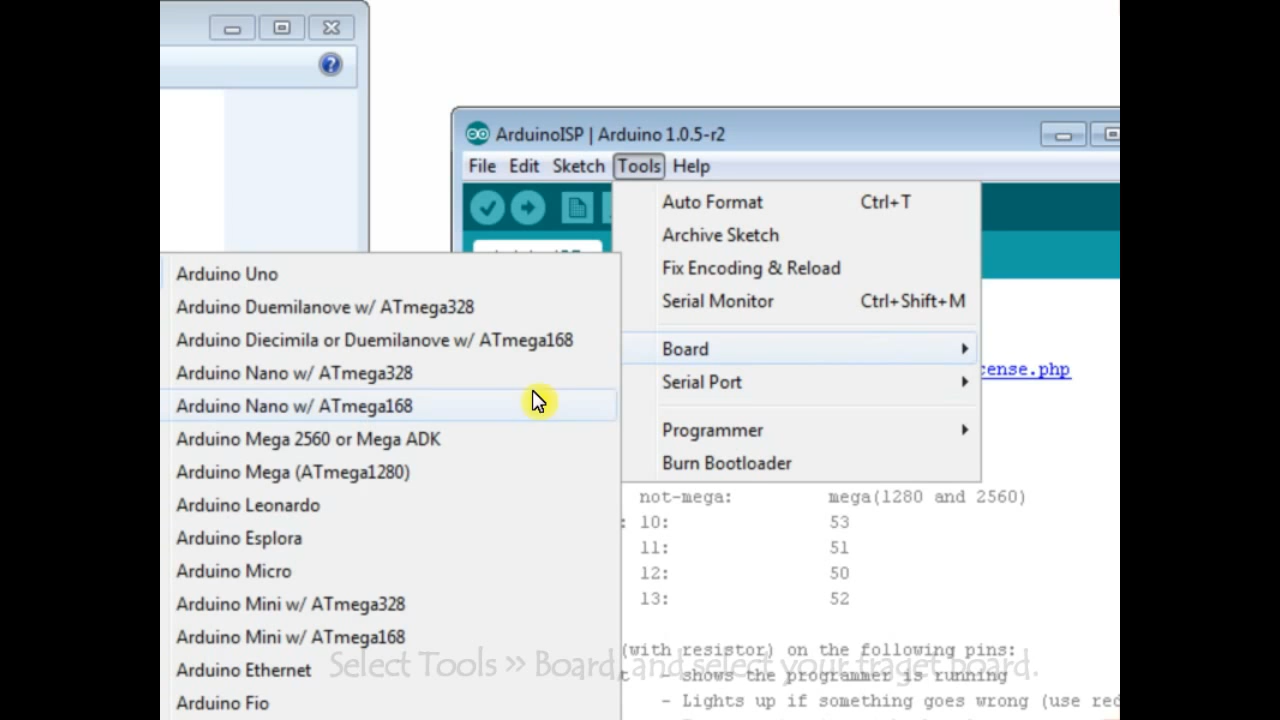 ArduinoISP | Arduino 1.0.5-r2
File Edit Sketch Tools Help
Auto Format Ctrl+T
Archive Sketch
Fix Encoding & Reload
Serial Monitor Ctrl+Shift+M
Board
Serial Port
Programmer
Burn Bootloader
Arduino Uno
Arduino Duemilanove w/ ATmega328
Arduino Diecimila or Duemilanove w/ ATmega168
Arduino Nano w/ ATmega328
Arduino Nano w/ ATmega168
Arduino Mega 2560 or Mega ADK
Arduino Mega (ATmega1280)
Arduino Leonardo
Arduino Esplora
Arduino Micro
Arduino Mini w/ ATmega328
Arduino Mini w/ ATmega168
Arduino Ethernet
Arduino Fio
cense.php
not-mega: mega(1280 and 2560)
: 10: 53
11: 51
12: 50
13: 52
(with resistor) on the following pins:
- shows the programmer is running
- Lights up if something goes wrong (use red
Select Tools >> Board, and select your traget board.